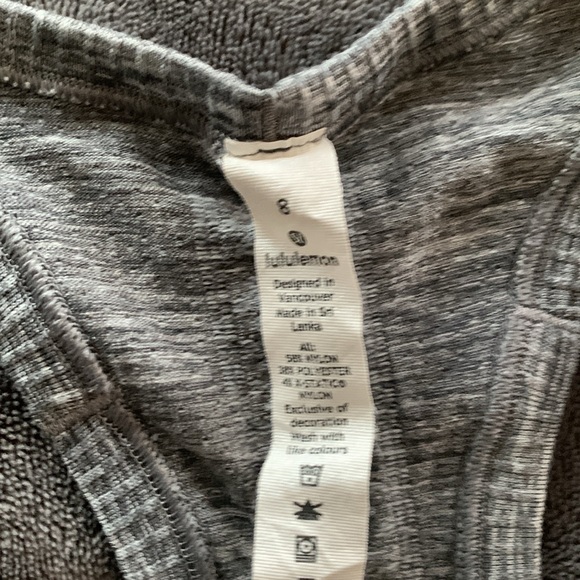 8
lululemon
Designed in
Vancouver
Made in Sri
Lanka
All:
58% NYLON
38% POLYESTER
4% X-STATIC®
NYLON
Exclusive of
decoration
Wash with
like colours